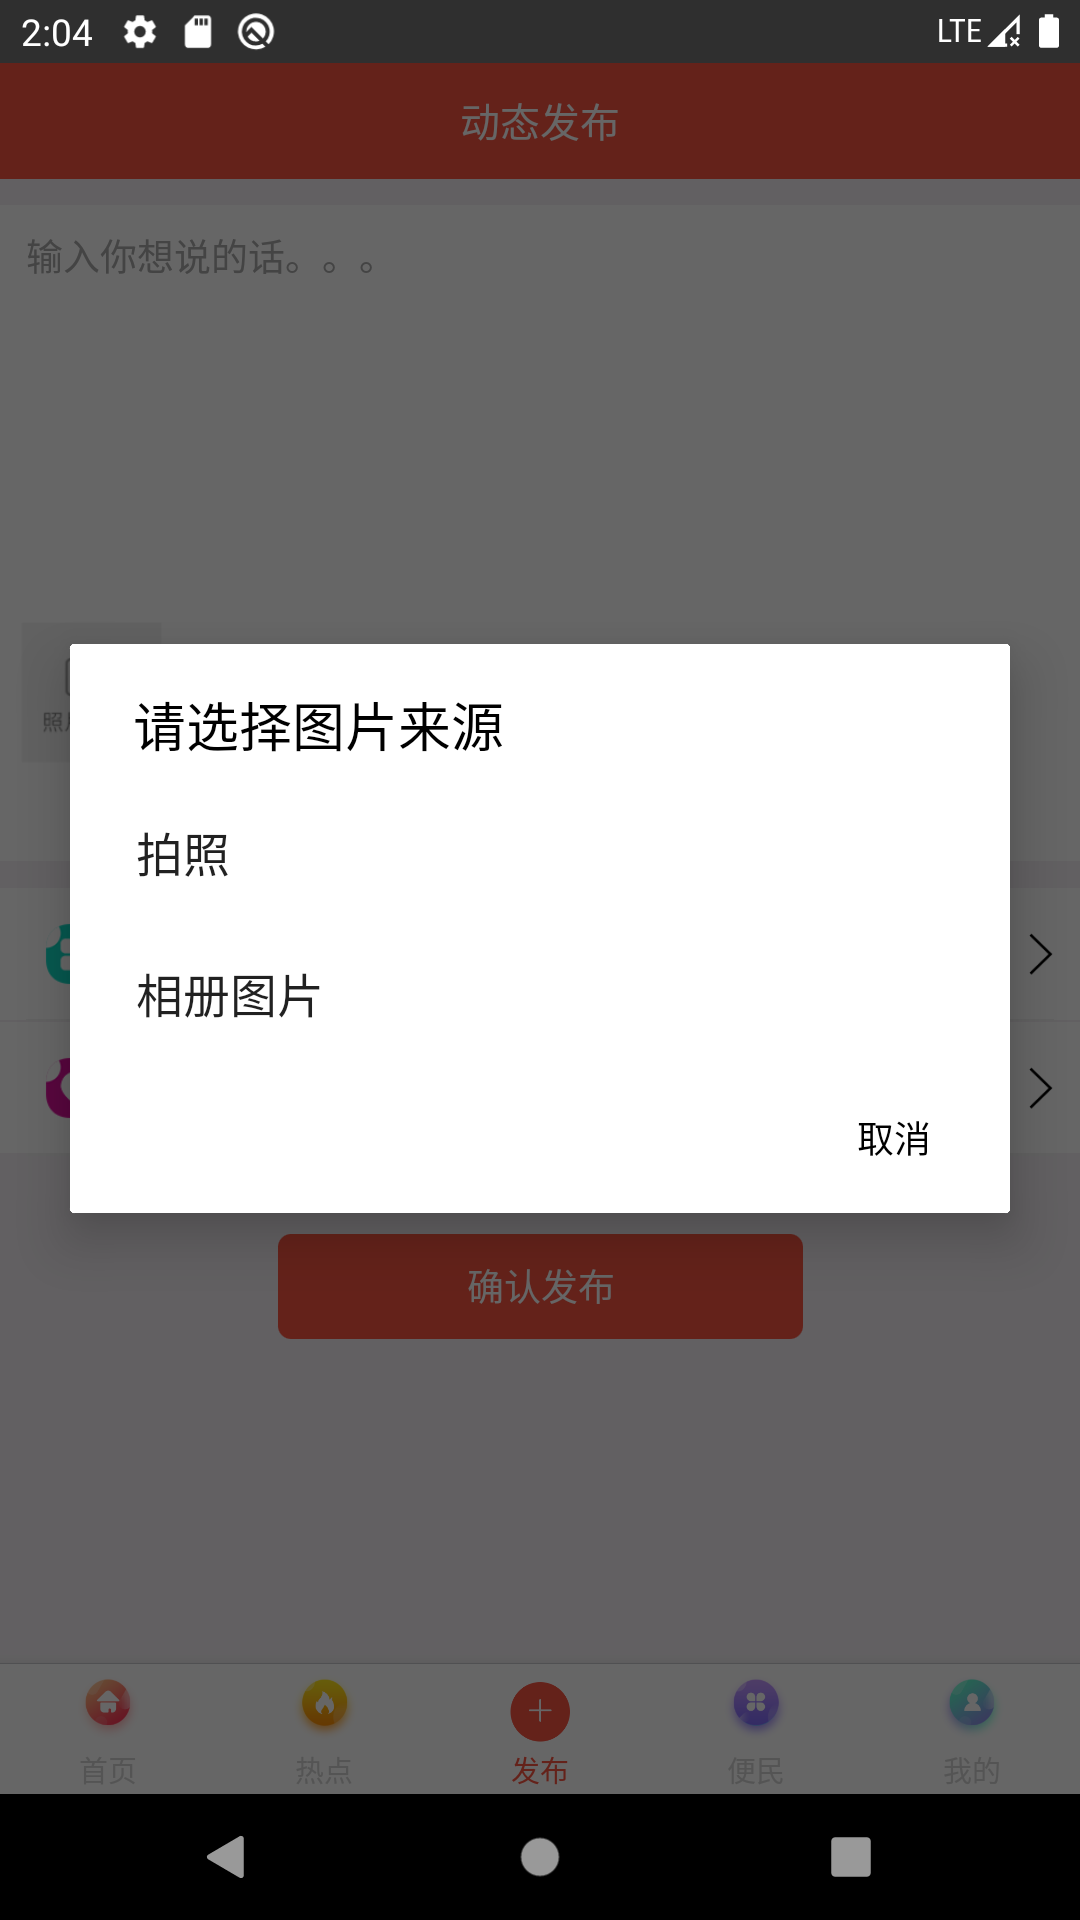 2:04
LTE
动态发布
输入你想说的话。。。
照
请选择图片来源
拍照
相册图片
取消
确认发布
首页
热点
发布
便民
我的